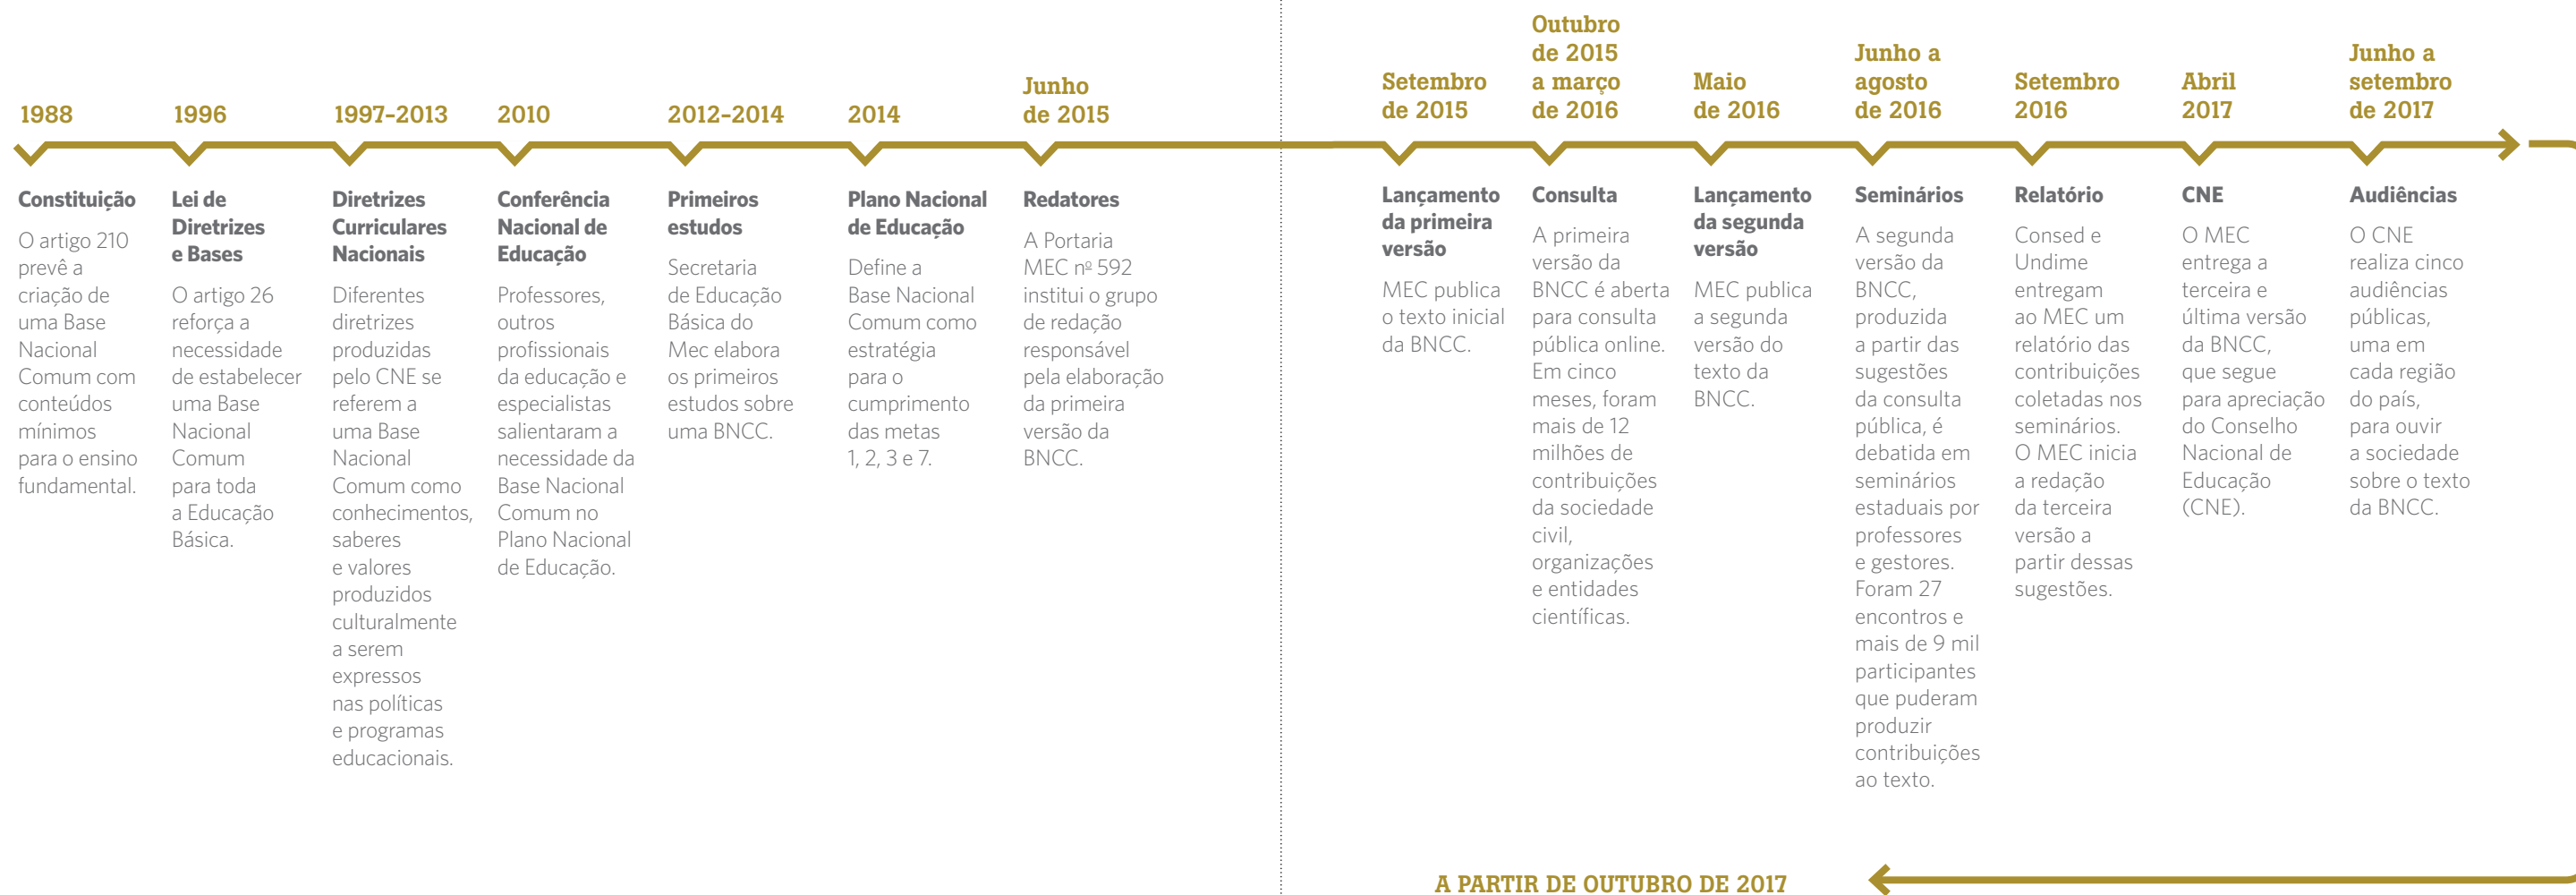 1988
Constituição
O artigo 210
prevê a
criação de
uma Base
Nacional
Comum com
conteúdos
mínimos
para o ensino
fundamental.
1996
Lei de
Diretrizes
e Bases
O artigo 26
reforça a
necessidade
de estabelecer
uma Base
Nacional
Comum
para toda
a Educação
Básica.
1997-2013
Diretrizes
Curriculares
Nacionais
Diferentes
diretrizes
produzidas
pelo CNE se
referem a
uma Base
Nacional
Comum como
conhecimentos,
saberes
e valores
produzidos
culturalmente
a serem
expressos
nas políticas
e programas
educacionais.
2010
Conferência
Nacional de
Educação
Professores,
outros
profissionais
da educação e
especialistas
salientaram a
necessidade da
Base Nacional
Comum no
Plano Nacional
de Educação.
2012-2014
Primeiros
estudos
Secretaria
de Educação
Básica do
Mec elabora
os primeiros
estudos sobre
uma BNCC.
2014
Plano Nacional
de Educação
Define a
Base Nacional
Comum como
estratégia
para o
cumprimento
das metas
1, 2, 3 e 7.
Junho
de 2015
Redatores
A Portaria
MEC nº 592
institui o grupo
de redação
responsável
pela elaboração
da primeira
versão da
BNCC.
Setembro
de 2015
Lançamento
da primeira
versão
MEC publica
o texto inicial
da BNCC.
Outubro
de 2015
a março
de 2016
Consulta
A primeira
versão da
BNCC é aberta
para consulta
pública online.
Em cinco
meses, foram
mais de 12
milhões de
contribuições
da sociedade
civil,
organizações
e entidades
científicas.
Maio
de 2016
Lançamento
da segunda
versão
MEC publica
a segunda
versão do
texto da
BNCC.
Junho a
agosto
de 2016
Seminários
A segunda
versão da
BNCC,
produzida
a partir das
sugestões
da consulta
pública, é
debatida em
seminários
estaduais por
professores
e gestores.
Foram 27
encontros e
mais de 9 mil
participantes
que puderam
produzir
contribuições
ao texto.
Setembro
2016
Relatório
Consed e
Undime
entregam
ao MEC um
relatório das
contribuições
coletadas nos
seminários.
O MEC inicia
a redação
da terceira
versão a
partir dessas
sugestões.
Abril
2017
CNE
O MEC
entrega a
terceira e
última versão
da BNCC,
que segue
para apreciação
do Conselho
Nacional de
Educação
(CNE).
Junho a
setembro
de 2017
Audiências
O CNE
realiza cinco
audiências
públicas,
uma em
cada região
do país,
para ouvir
a sociedade
sobre o texto
da BNCC.
A PARTIR DE OUTUBRO DE 2017